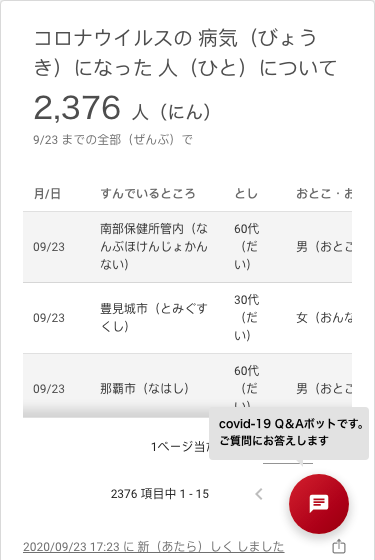 コロナウイルスの 病気（びょう
き）になった 人（ひと）について
2,376 人（にん）
9/23 までの全部（ぜんぶ）で
月/日 すんでいるところ とし おとこ・お
09/23 南部保健所管内（な
んぶほけんじょかん
ない） 60代
（だ
い） 男（おとこ
09/23 豊見城市（とみぐす
くし） 30代
（だ
い） 女（おんな
09/23 那覇市（なはし） 60代
（だ
い） 男（おとこ
covid-19 Q&Aボットです。
ご質問にお答えします
1ページ当
2376 項目中 1 - 15
2020/09/23 17:23 に 新（あたら）しく しました